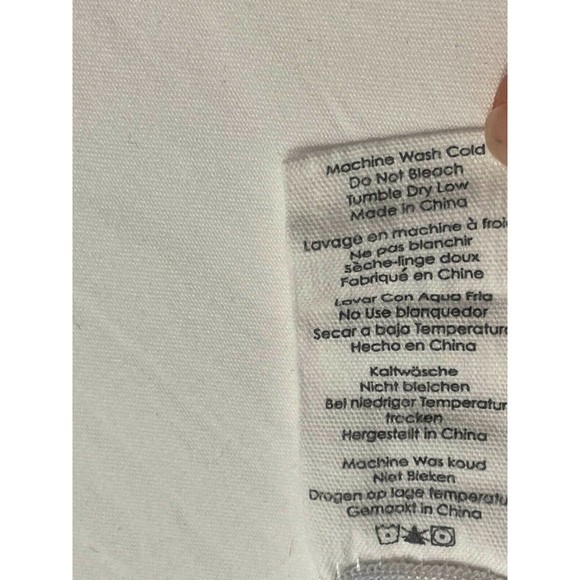 Machine Wash Cold
Do Not Bleach
Tumble Dry Low
Made in China
Lavage en machine à froi
Ne pas blanchir
sèche-linge doux
Fabriqué en Chine
Lavar Con Aqua Fria
No Use blanquedor
Secar a baja Temperatura
Hecho en China
Kaltwäsche
Nicht bleichen
Bei niedriger Temperatur
trocken
Hergestellt in China
Machine Was koud
Niet Bleken
Drogen op lage temperatu
Gemaakt in China